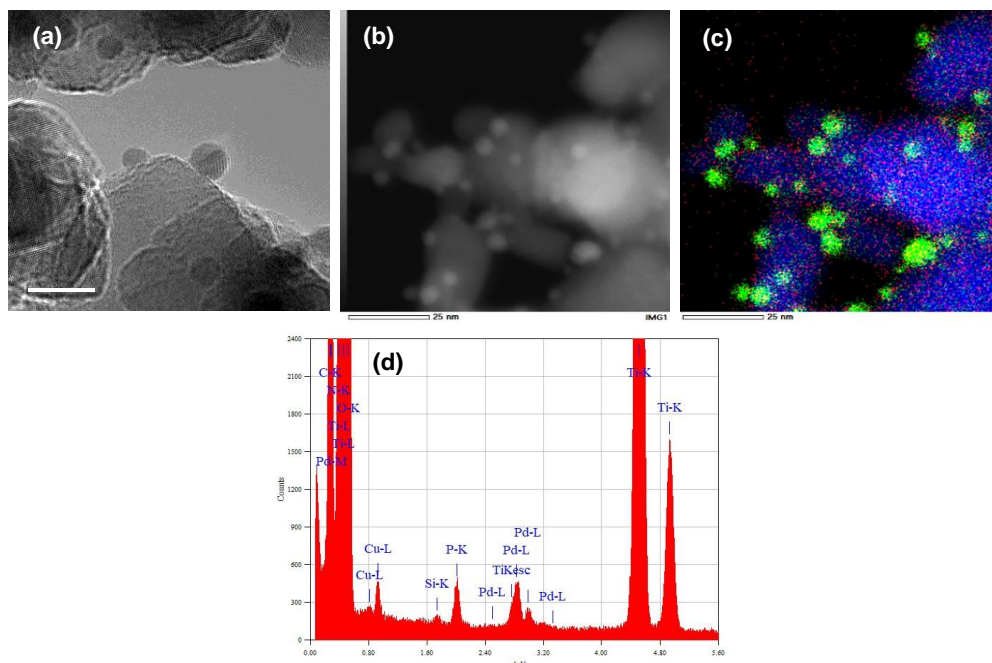 (a)
(b)
(c)
25 nm
IMG1
25 nm
(d)
2400
2100
1800
1500
1200
900
600
300
0
Counts
C-K
N-K
O-K
Ti-L
Ti-L
Pd-M
Cu-L
Cu-L
Si-K
P-K
Pd-L
Pd-L
TiKesc
Pd-L
Pd-L
Ti-K
Ti-K
0.00 0.80 1.60 2.40 3.20 4.00 4.80 5.60